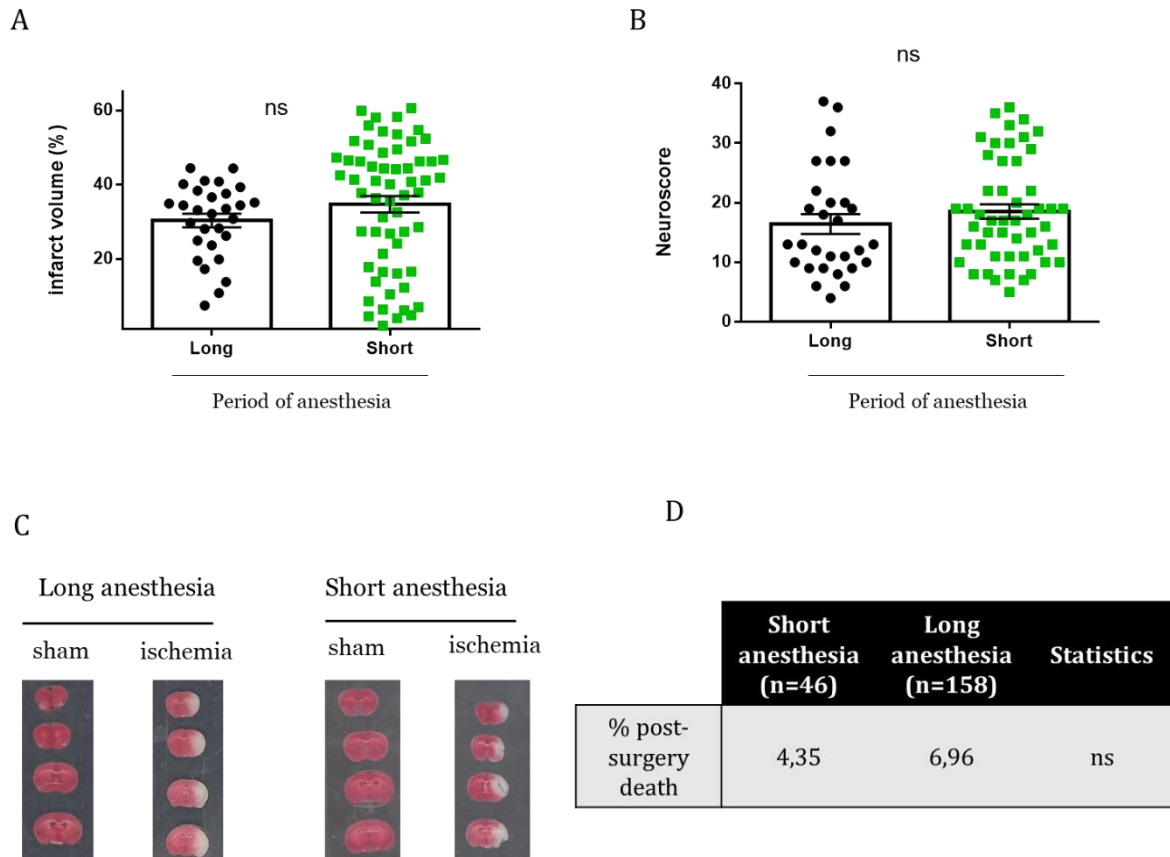 A
ns
infarct volume (%)
60
40
20
Long
Short
Period of anesthesia
B
ns
Neuroscore
40
30
20
10
0
Long
Short
Period of anesthesia
C
Long anesthesia
Short anesthesia
sham
ischemia
sham
ischemia
D
Short
anesthesia
(n=46)
Long
anesthesia
(n=158)
Statistics
% post-
surgery
death
4,35
6,96
ns